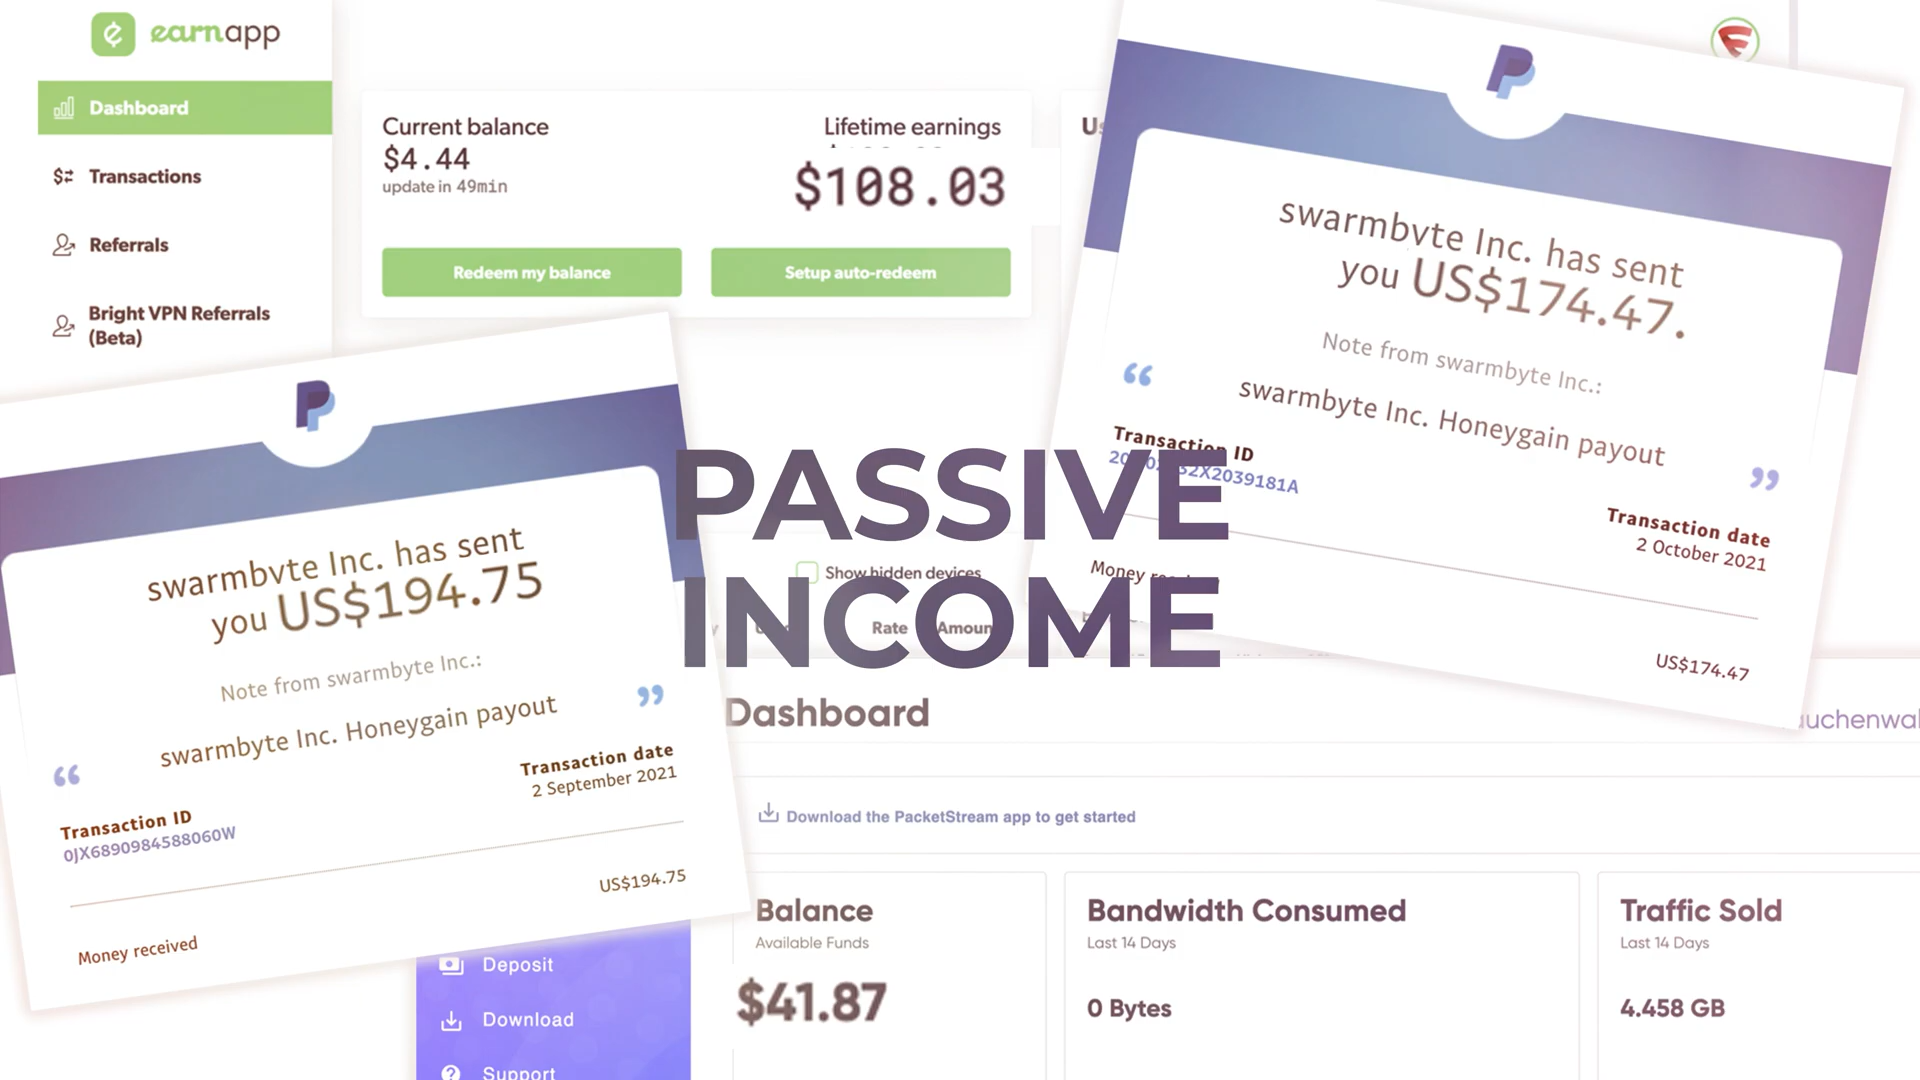 earnapp
Dashboard
Transactions
Referrals
Bright VPN Referrals
(Beta)
Current balance
$4.44
update in 49min
Lifetime earnings
$108.03
Redeem my balance
Setup auto-redeem
swarmbyte Inc. has sent
you US$174.47.
Note from swarmbyte Inc.:
“ swarmbyte Inc. Honeygain payout ”
Transaction ID
Transaction date
2 October 2021
Money
US$174.47
swarmbyte Inc. has sent
you US$194.75
Note from swarmbyte Inc.:
“ swarmbyte Inc. Honeygain payout ”
Transaction date
2 September 2021
Transaction ID
0JX6890984588060W
US$194.75
Money received
PASSIVE
INCOME
Show hidden devices
Rate Amoun
Dashboard
auchenwal
Download the PacketStream app to get started
Balance
Available Funds
$41.87
Bandwidth Consumed
Last 14 Days
0 Bytes
Traffic Sold
Last 14 Days
4.458 GB
Deposit
Download
Support